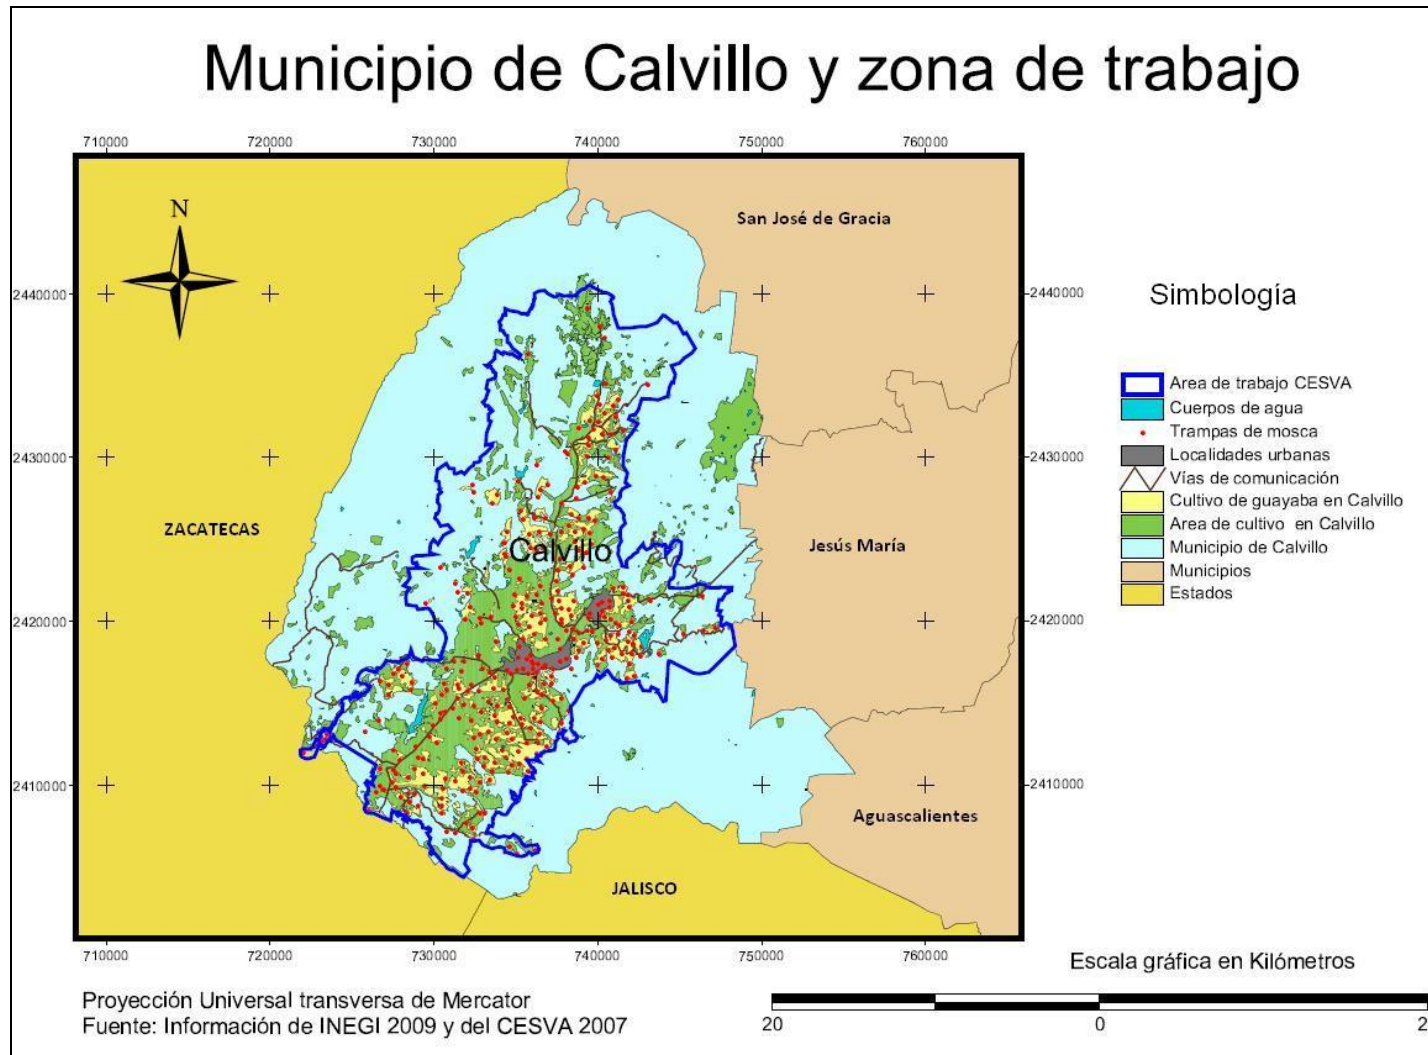 Municipio de Calvillo y zona de trabajo
710000 720000 730000 740000 750000 760000
N
San José de Gracia
2440000 2440000
Simbología
Area de trabajo CESVA
Cuerpos de agua
Trampas de mosca
2430000 2430000
Localidades urbanas
Vías de comunicación
Cultivo de guayaba en Calvillo
ZACATECAS
Area de cultivo en Calvillo
Calvillo
Jesús María
Municipio de Calvillo
Municipios
Estados
2420000 2420000
2410000 2410000
Aguascalientes
JALISCO
710000 720000 730000 740000 750000 760000
Escala gráfica en Kilómetros
Proyección Universal transversa de Mercator
Fuente: Información de INEGI 2009 y del CESVA 2007
20 0